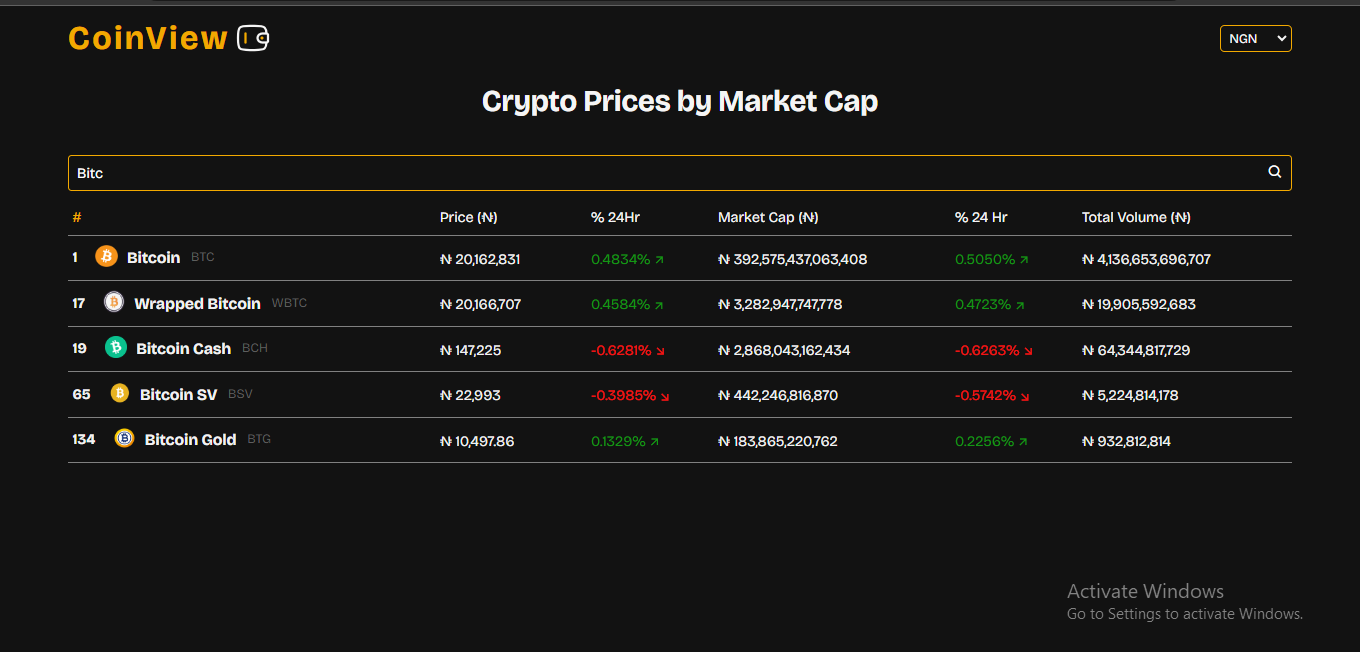 CoinView
NGN
Crypto Prices by Market Cap
Bitc
# Price (₦) % 24Hr Market Cap (₦) % 24 Hr Total Volume (₦)
1 Bitcoin BTC ₦ 20,162,831 0.4834% ↗ ₦ 392,575,437,063,408 0.5050% ↗ ₦ 4,136,653,696,707
17 Wrapped Bitcoin WBTC ₦ 20,166,707 0.4584% ↗ ₦ 3,282,947,747,778 0.4723% ↗ ₦ 19,905,592,683
19 Bitcoin Cash BCH ₦ 147,225 -0.6281% ↘ ₦ 2,868,043,162,434 -0.6263% ↘ ₦ 64,344,817,729
65 Bitcoin SV BSV ₦ 22,993 -0.3985% ↘ ₦ 442,246,816,870 -0.5742% ↘ ₦ 5,224,814,178
134 Bitcoin Gold BTG ₦ 10,497.86 0.1329% ↗ ₦ 183,865,220,762 0.2256% ↗ ₦ 932,812,814
Activate Windows
Go to Settings to activate Windows.